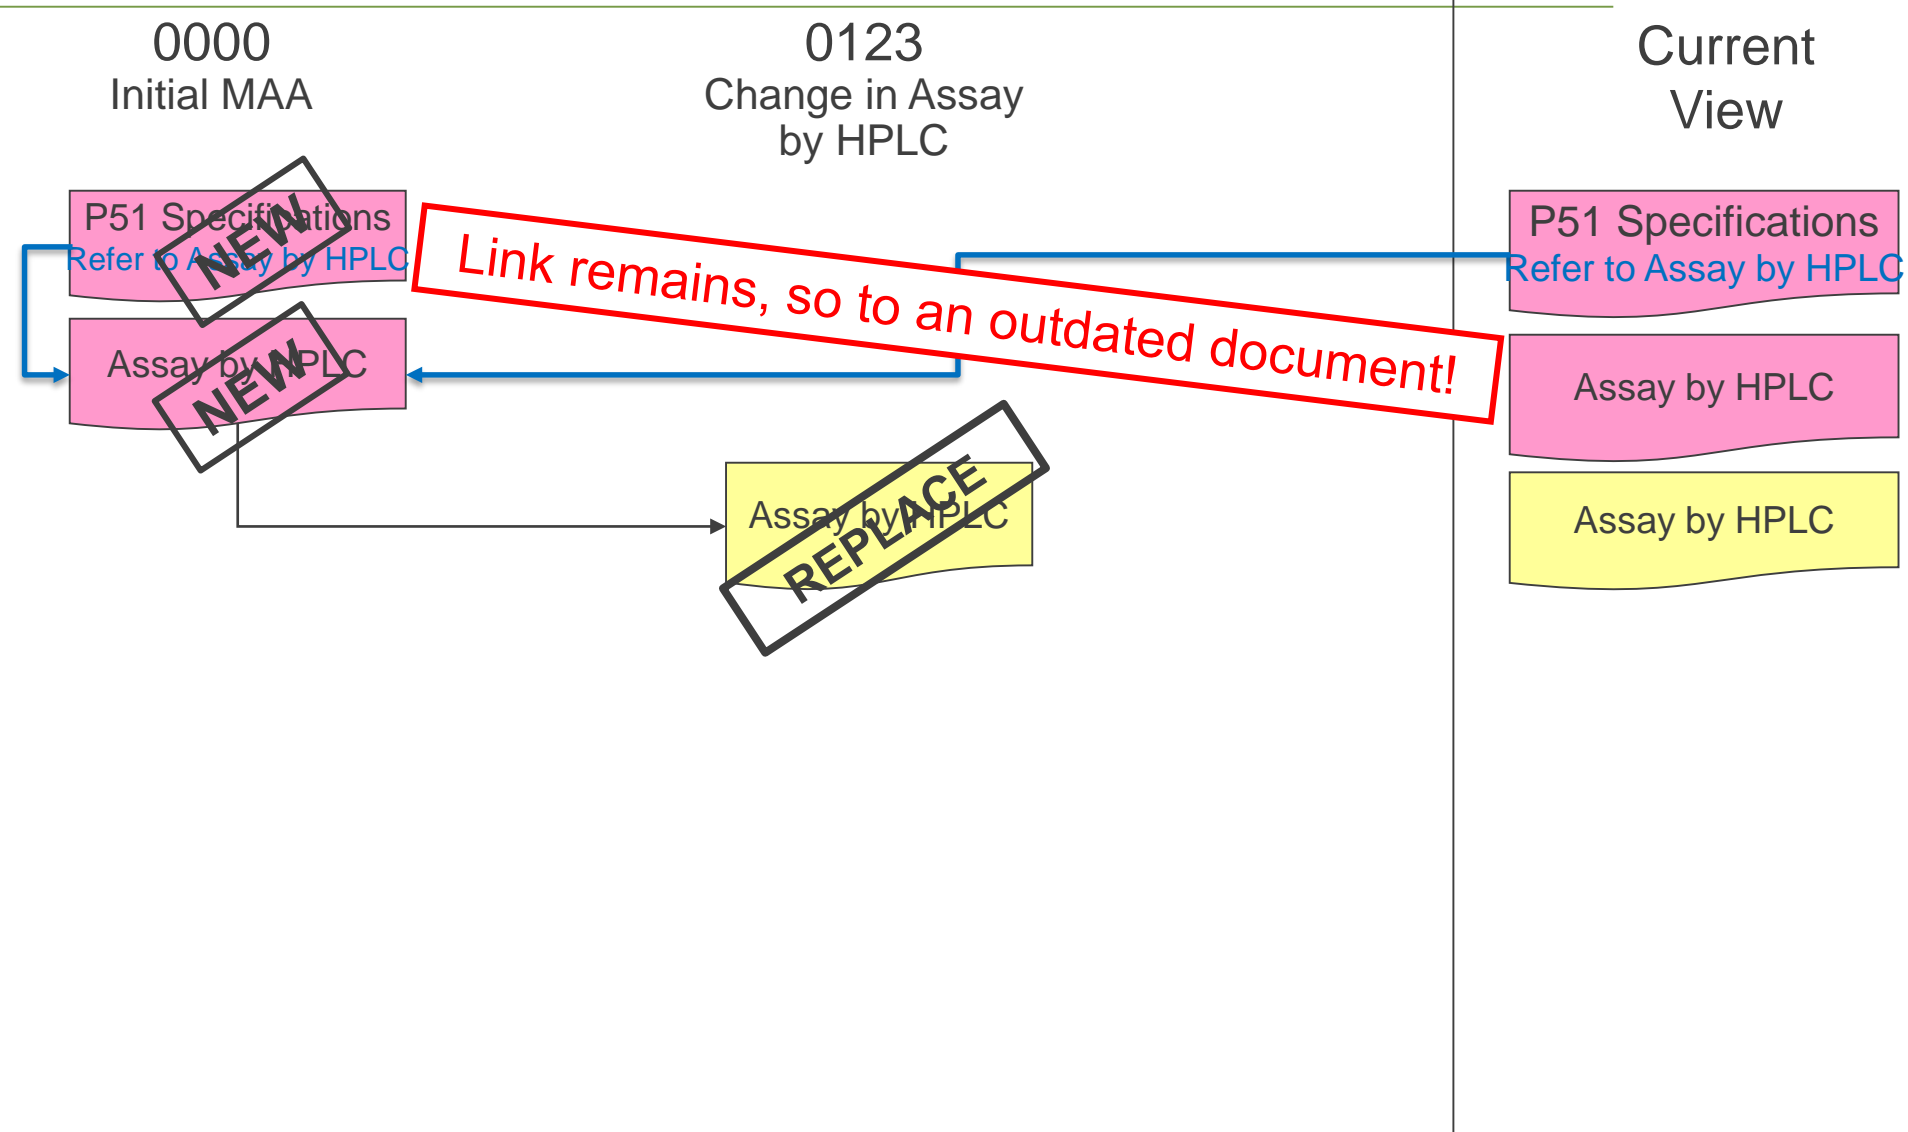 0000
Initial MAA
0123
Change in Assay
by HPLC
Current
View
P51 Specifications
Refer to Assay by HPLC
NEW
Assay by HPLC
NEW
Link remains, so to an outdated document!
Assay by HPLC
REPLACE
P51 Specifications
Refer to Assay by HPLC
Assay by HPLC
Assay by HPLC